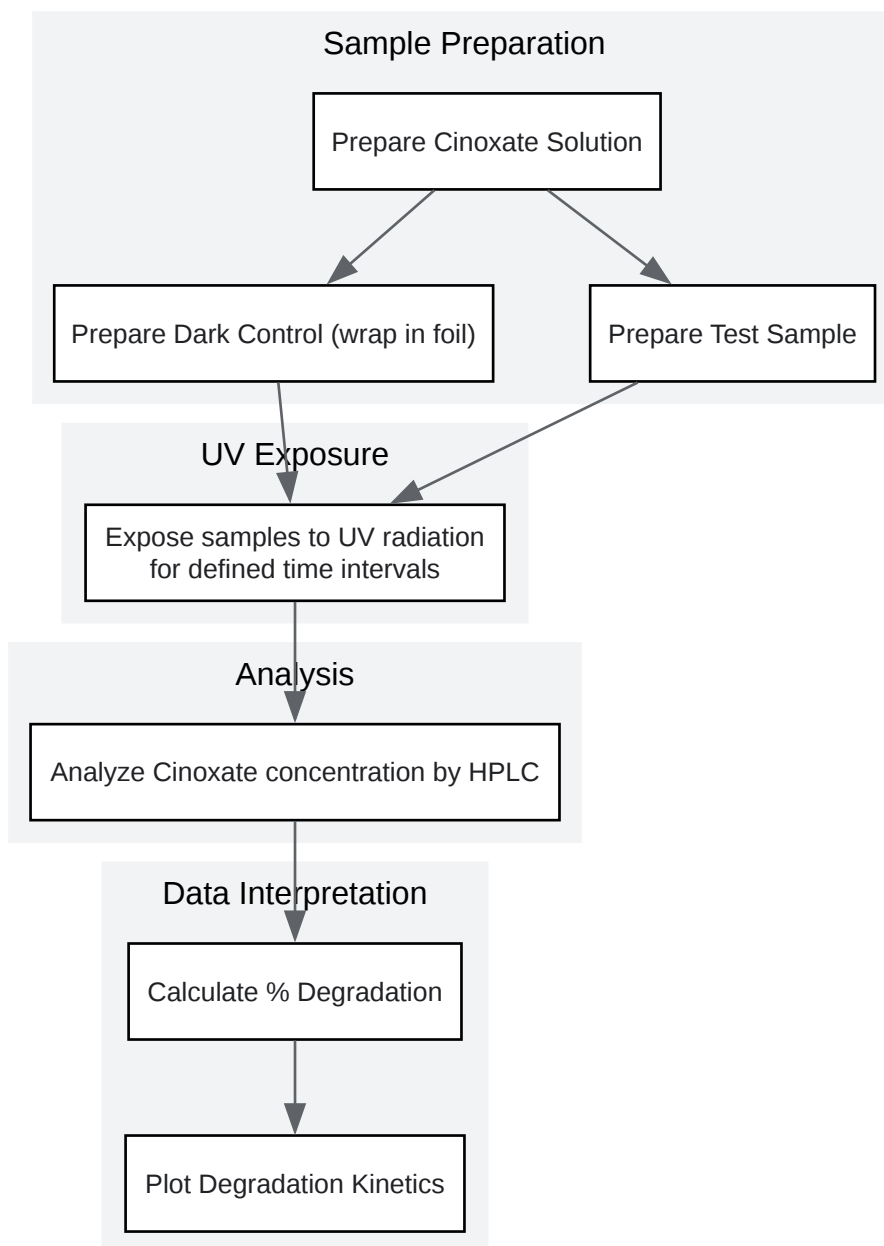 Sample Preparation
Prepare Cinoxate Solution
Prepare Dark Control (wrap in foil)
Prepare Test Sample
UV Exposure
Expose samples to UV radiation
for defined time intervals
Analysis
Analyze Cinoxate concentration by HPLC
Data Interpretation
Calculate % Degradation
Plot Degradation Kinetics